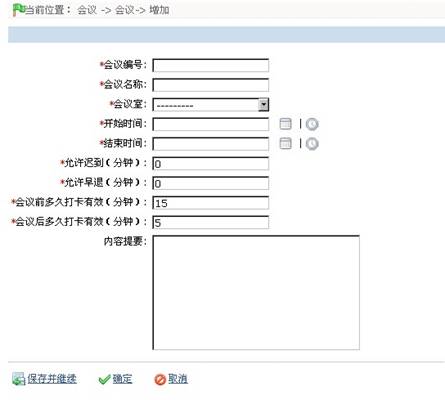 当前位置： 会议 -> 会议-> 增加
*会议编号:
*会议名称:
*会议室: ---------
*开始时间: |
*结束时间: |
*允许迟到(分钟): 0
*允许早退(分钟): 0
*会议前多久打卡有效(分钟): 15
*会议后多久打卡有效(分钟): 5
内容提要:
保存并继续 确定 取消